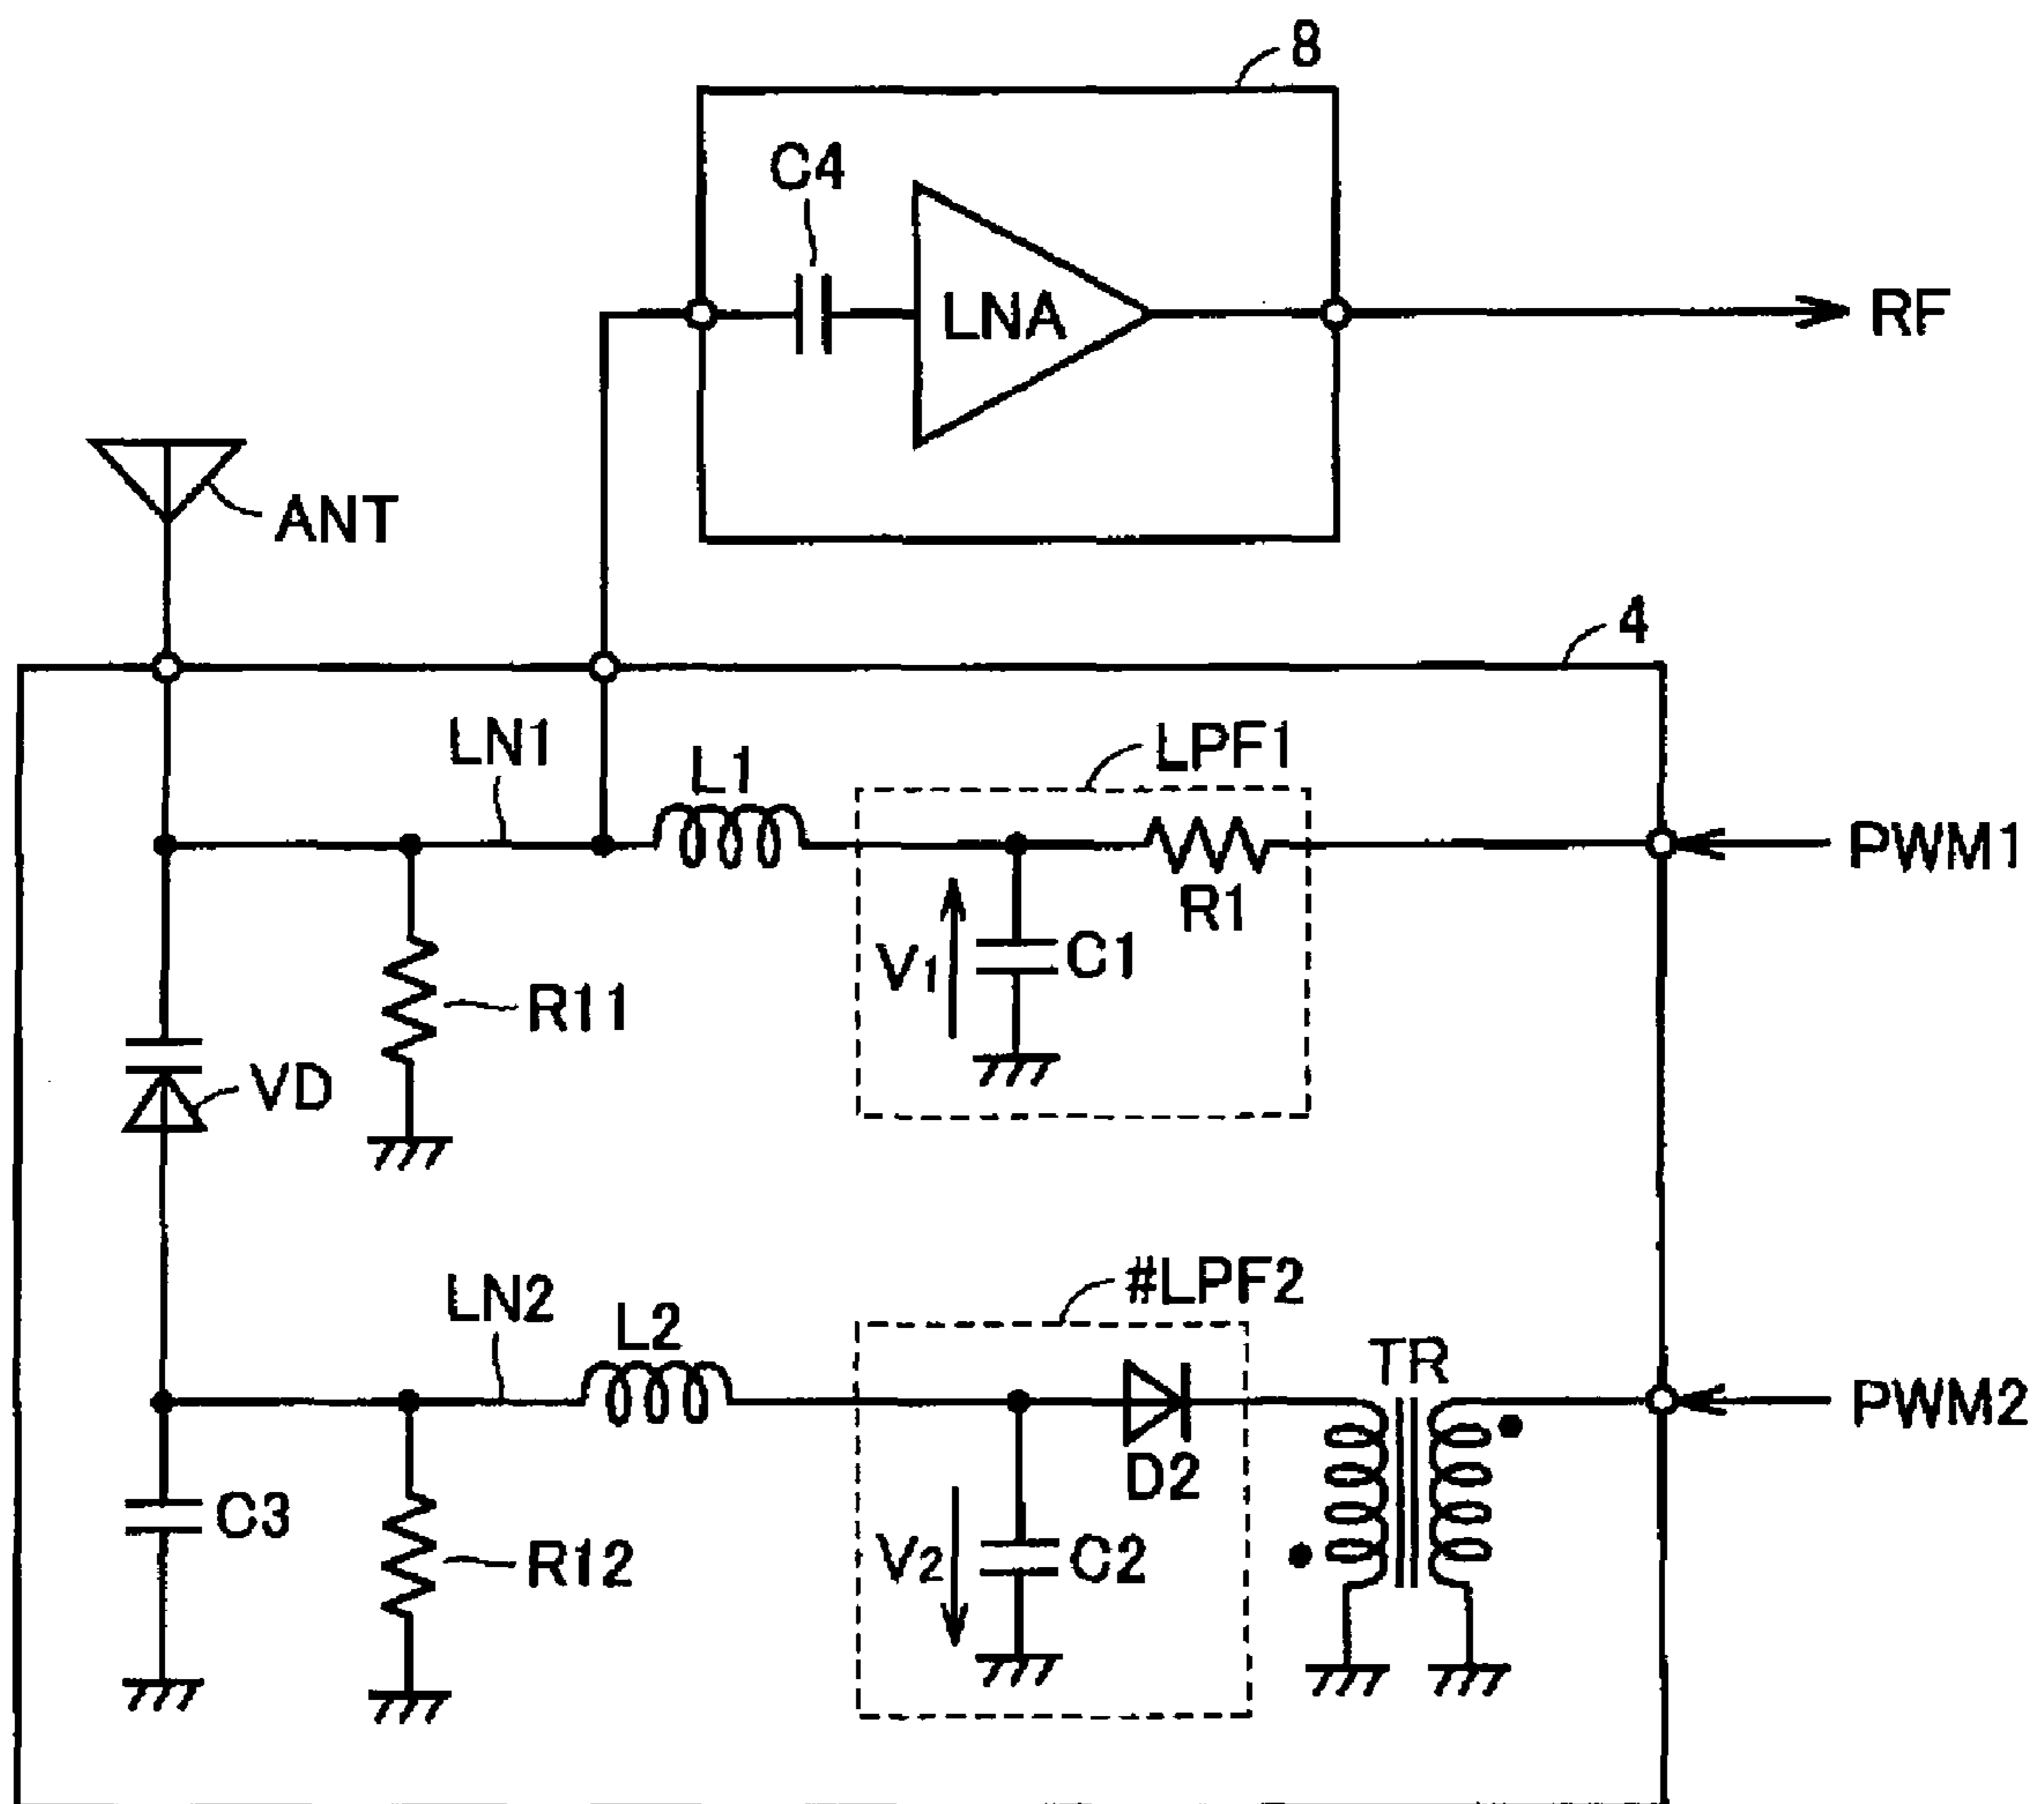 8
C4
LNA
RF
ANT
4
LN1
L1
LPF1
PWM1
R1
V1
C1
R11
VD
LN2
L2
#LPF2
TR
PWM2
D2
C3
R12
V2
C2